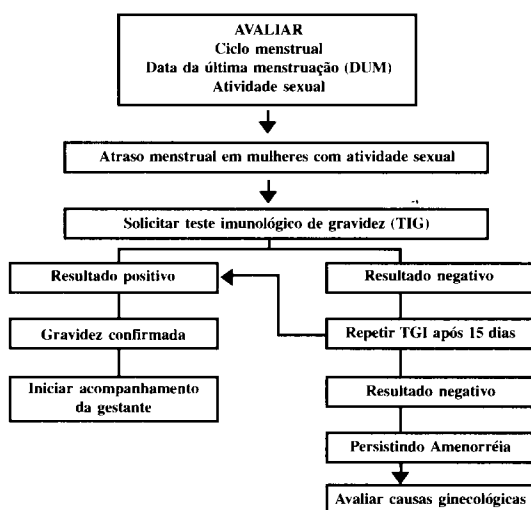 AVALIAR
Ciclo menstrual
Data da última menstruação (DUM)
Atividade sexual
Atraso menstrual em mulheres com atividade sexual
Solicitar teste imunológico de gravidez (TIG)
Resultado positivo
Resultado negativo
Gravidez confirmada
Repetir TGI após 15 dias
Iniciar acompanhamento
da gestante
Resultado negativo
Persistindo Amenorréia
Avaliar causas ginecológicas